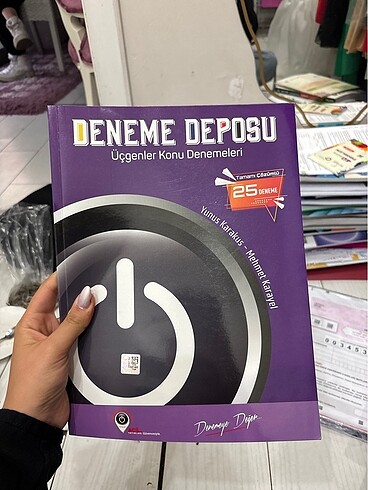 DENEME DEPOSU
Üçgenler Konu Denemeleri
Tamamı Çözümlü
25 DENEME
Yunus Karakuş - Mehmet Karayel
Denemeye Değer